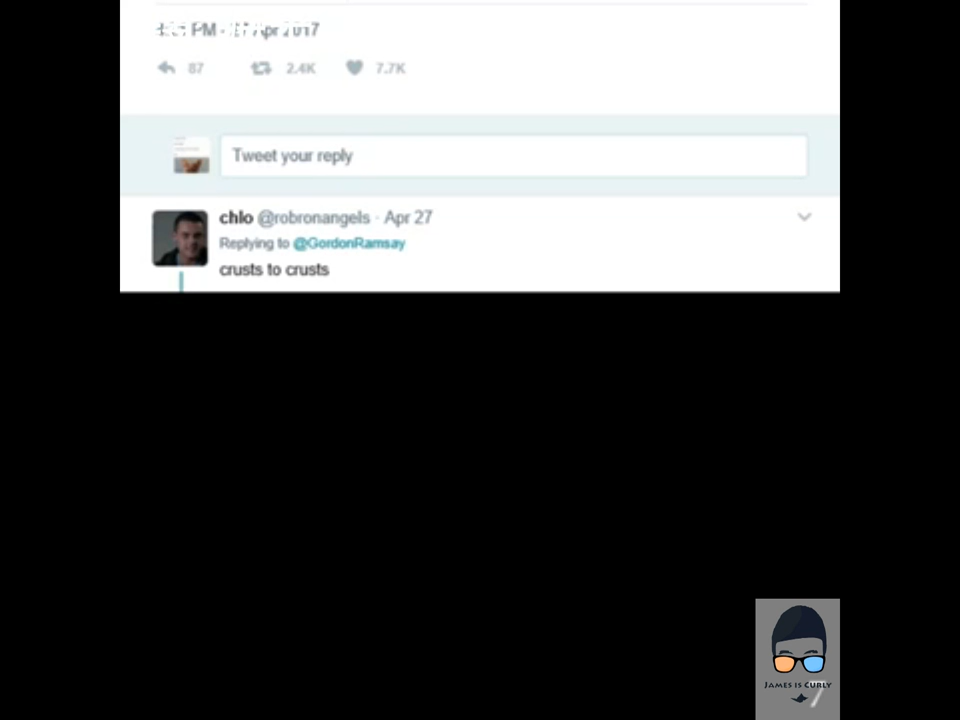 PM Apr 2017
87 2.4K 7.7K
Tweet your reply
chlo @robronangels · Apr 27
Replying to @GordonRamsay
crusts to crusts
JAMES IS CURLY
7